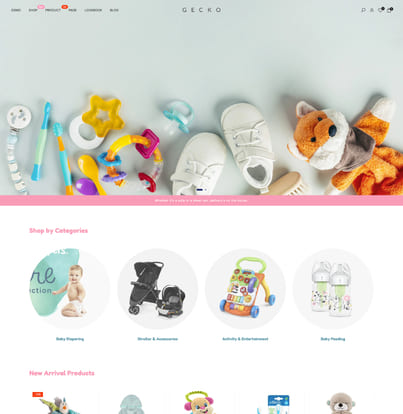 DEMO SHOP PRODUCT PAGE LOOKBOOK BLOG
GECKO
Shop by Categories
Baby Diapering
Stroller & Accessories
Activity & Entertainment
Baby Feeding
New Arrival Products